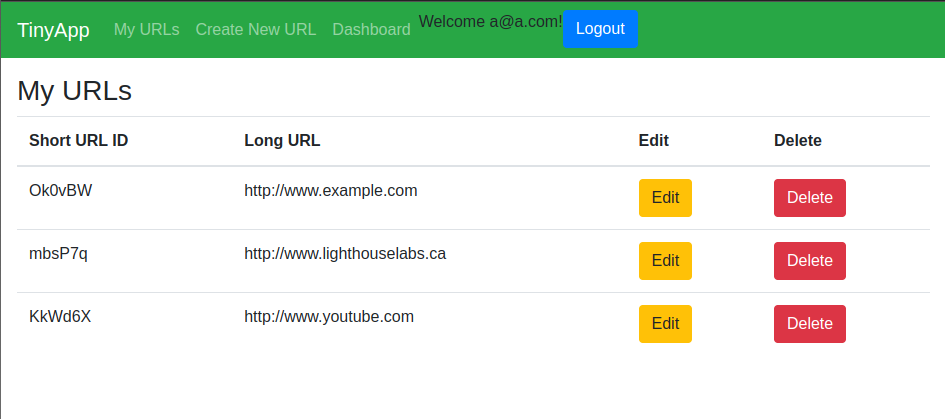 TinyApp My URLs Create New URL Dashboard Welcome a@a.com! Logout
My URLs
Short URL ID Long URL Edit Delete
Ok0vBW http://www.example.com Edit Delete
mbsP7q http://www.lighthouselabs.ca Edit Delete
KkWd6X http://www.youtube.com Edit Delete